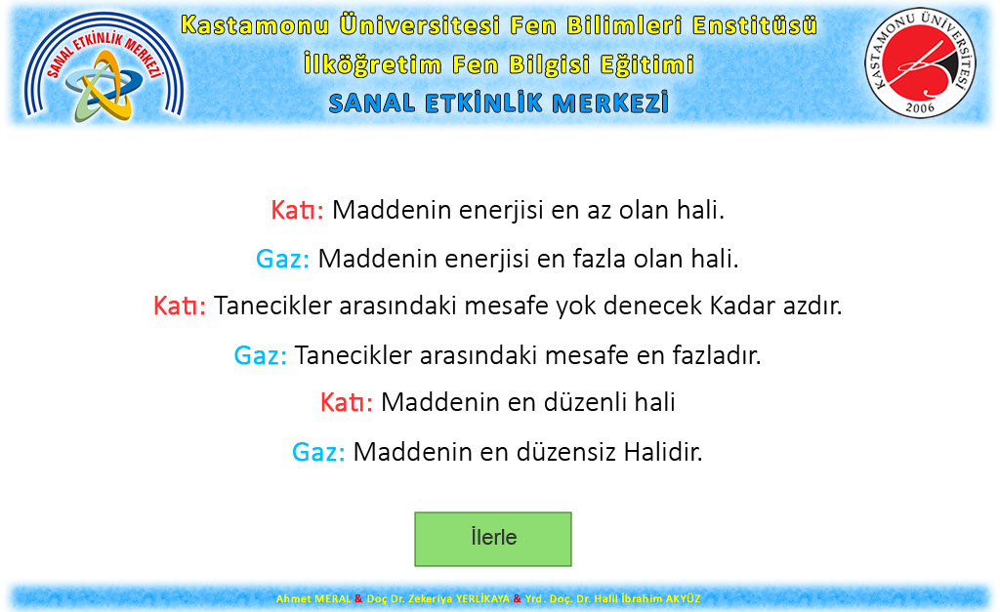 Kastamonu Üniversitesi Fen Bilimleri Enstitüsü
İlköğretim Fen Bilgisi Eğitimi
SANAL ETKİNLİK MERKEZİ
SANAL ETKİNLİK MERKEZİ
KASTAMONU ÜNİVERSİTESİ
2006
Katı: Maddenin enerjisi en az olan hali.
Gaz: Maddenin enerjisi en fazla olan hali.
Katı: Tanecikler arasındaki mesafe yok denecek Kadar azdır.
Gaz: Tanecikler arasındaki mesafe en fazladır.
Katı: Maddenin en düzenli hali
Gaz: Maddenin en düzensiz Halidir.
İlerle
Ahmet MERAL & Doç Dr. Zekeriya YERLİKAYA & Yrd. Doç. Dr. Halil İbrahim AKYÜZ